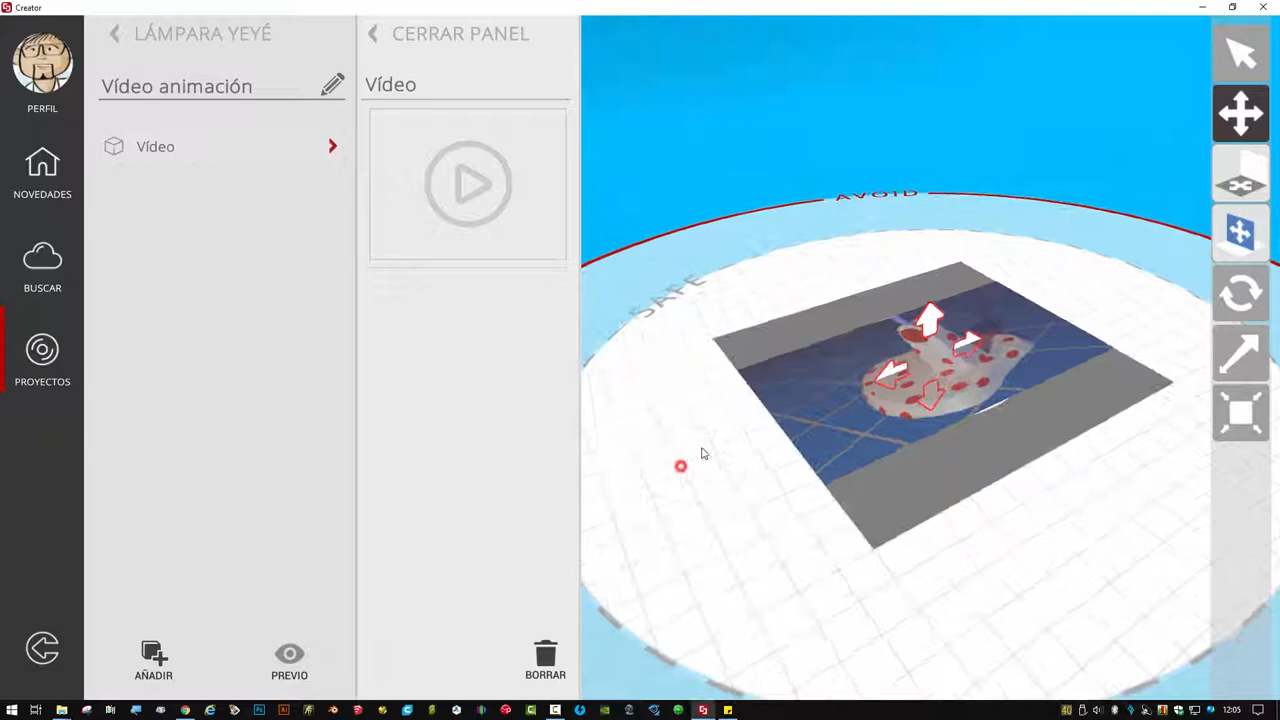 Creator
PERFIL
NOVEDADES
BUSCAR
PROYECTOS
LÁMPARA YEYÉ
Vídeo animación
Vídeo
AÑADIR
PREVIO
CERRAR PANEL
Vídeo
BORRAR
AVOID
SAFE
12:05